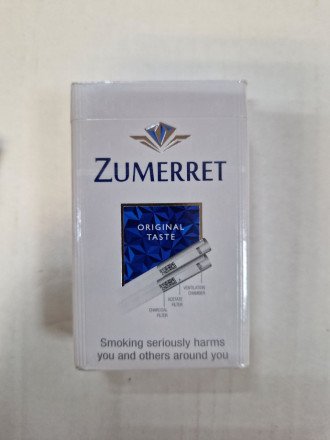 ZUMERRET
ORIGINAL
TASTE
VENTILATION
CHAMBER
ACETATE
FILTER
CHARCOAL
FILTER
Smoking seriously harms
you and others around you